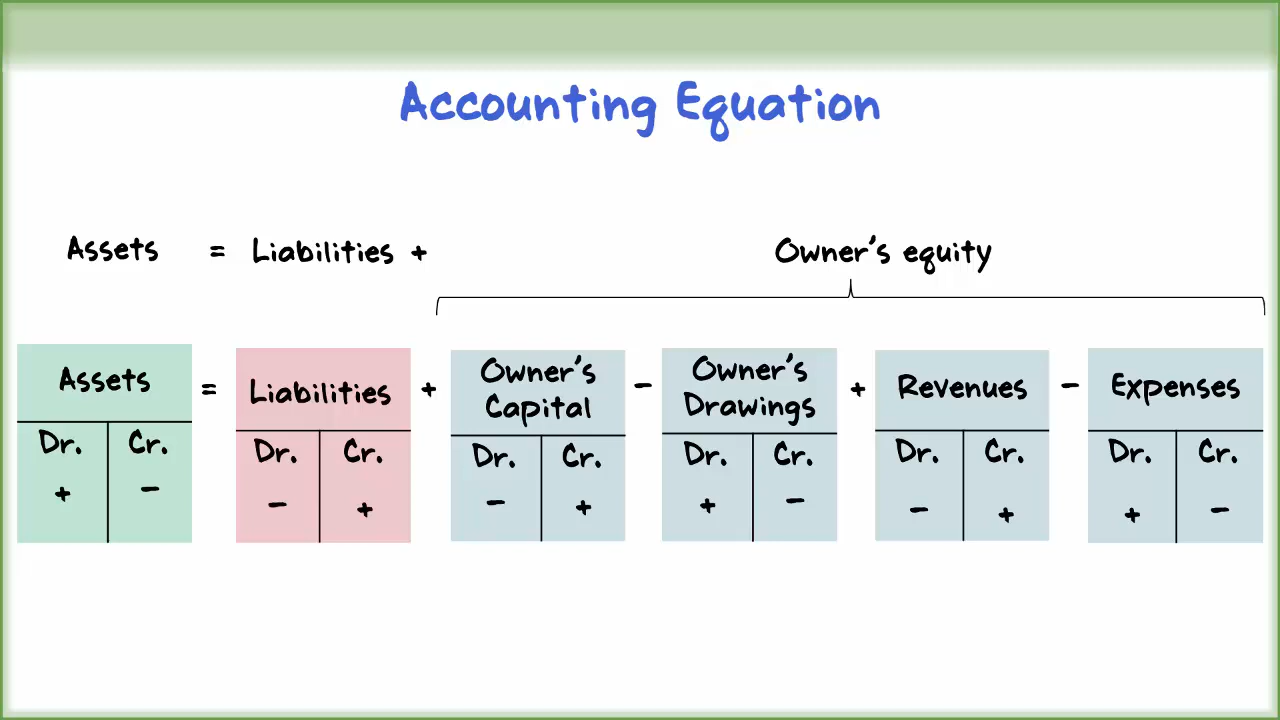 Accounting Equation
Assets = Liabilities + Owner's equity
Assets = Liabilities + Owner's Capital - Owner's Drawings + Revenues - Expenses
Dr. Cr. Dr. Cr. Dr. Cr. Dr. Cr. Dr. Cr. Dr. Cr.
+ - - + - + + - - + + -